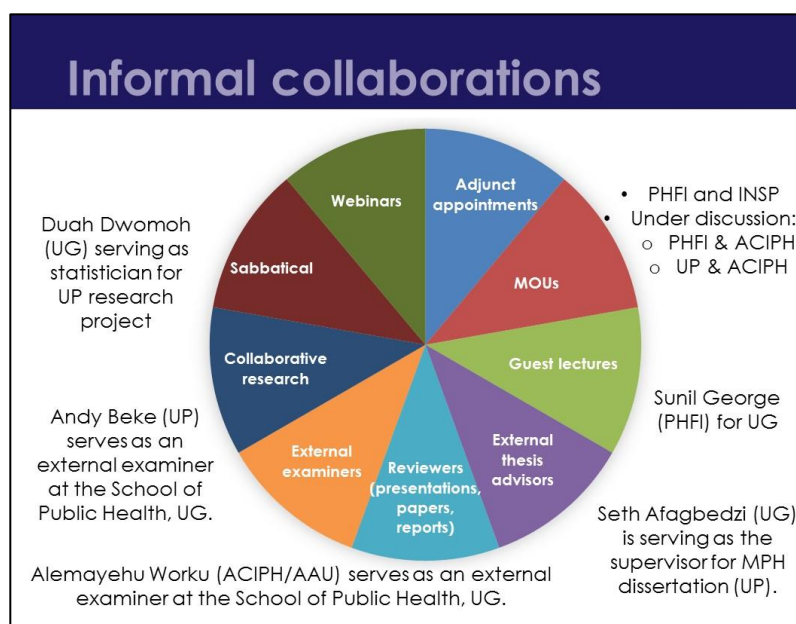 Informal collaborations
Webinars
Adjunct
appointments
Sabbatical
MOUs
Collaborative
research
Guest lectures
External
examiners
External
thesis
advisors
Reviewers
(presentations,
papers,
reports)
Duah Dwomoh
(UG) serving as
statistician for
UP research
project
• PHFI and INSP
• Under discussion:
o PHFI & ACIPH
o UP & ACIPH
Andy Beke (UP)
serves as an
external examiner
at the School of
Public Health, UG.
Sunil George
(PHFI) for UG
Seth Afagbedzi (UG)
is serving as the
supervisor for MPH
dissertation (UP).
Alemayehu Worku (ACIPH/AAU) serves as an external
examiner at the School of Public Health, UG.